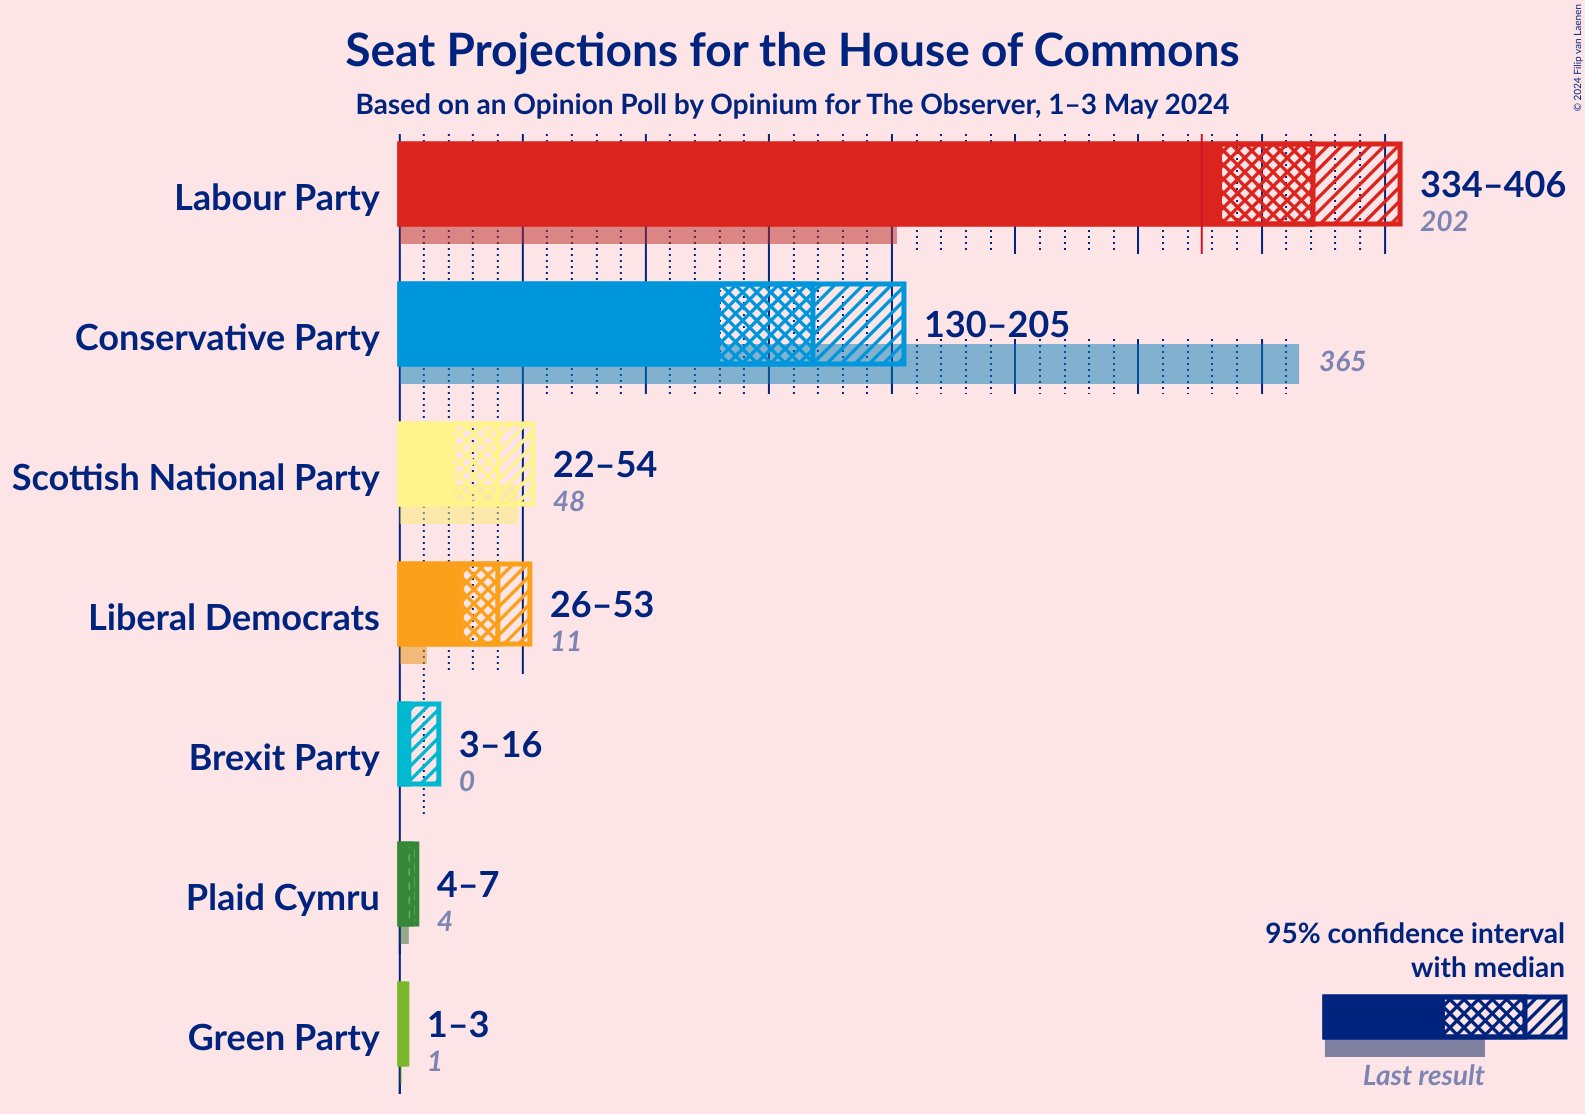 Seat Projections for the House of Commons
Based on an Opinion Poll by Opinium for The Observer, 1–3 May 2024
© 2024 Filip van Laenen
Labour Party
334–406
202
Conservative Party
130–205
365
Scottish National Party
22–54
48
Liberal Democrats
26–53
11
Brexit Party
3–16
0
Plaid Cymru
4–7
4
Green Party
1–3
1
95% confidence interval
with median
Last result